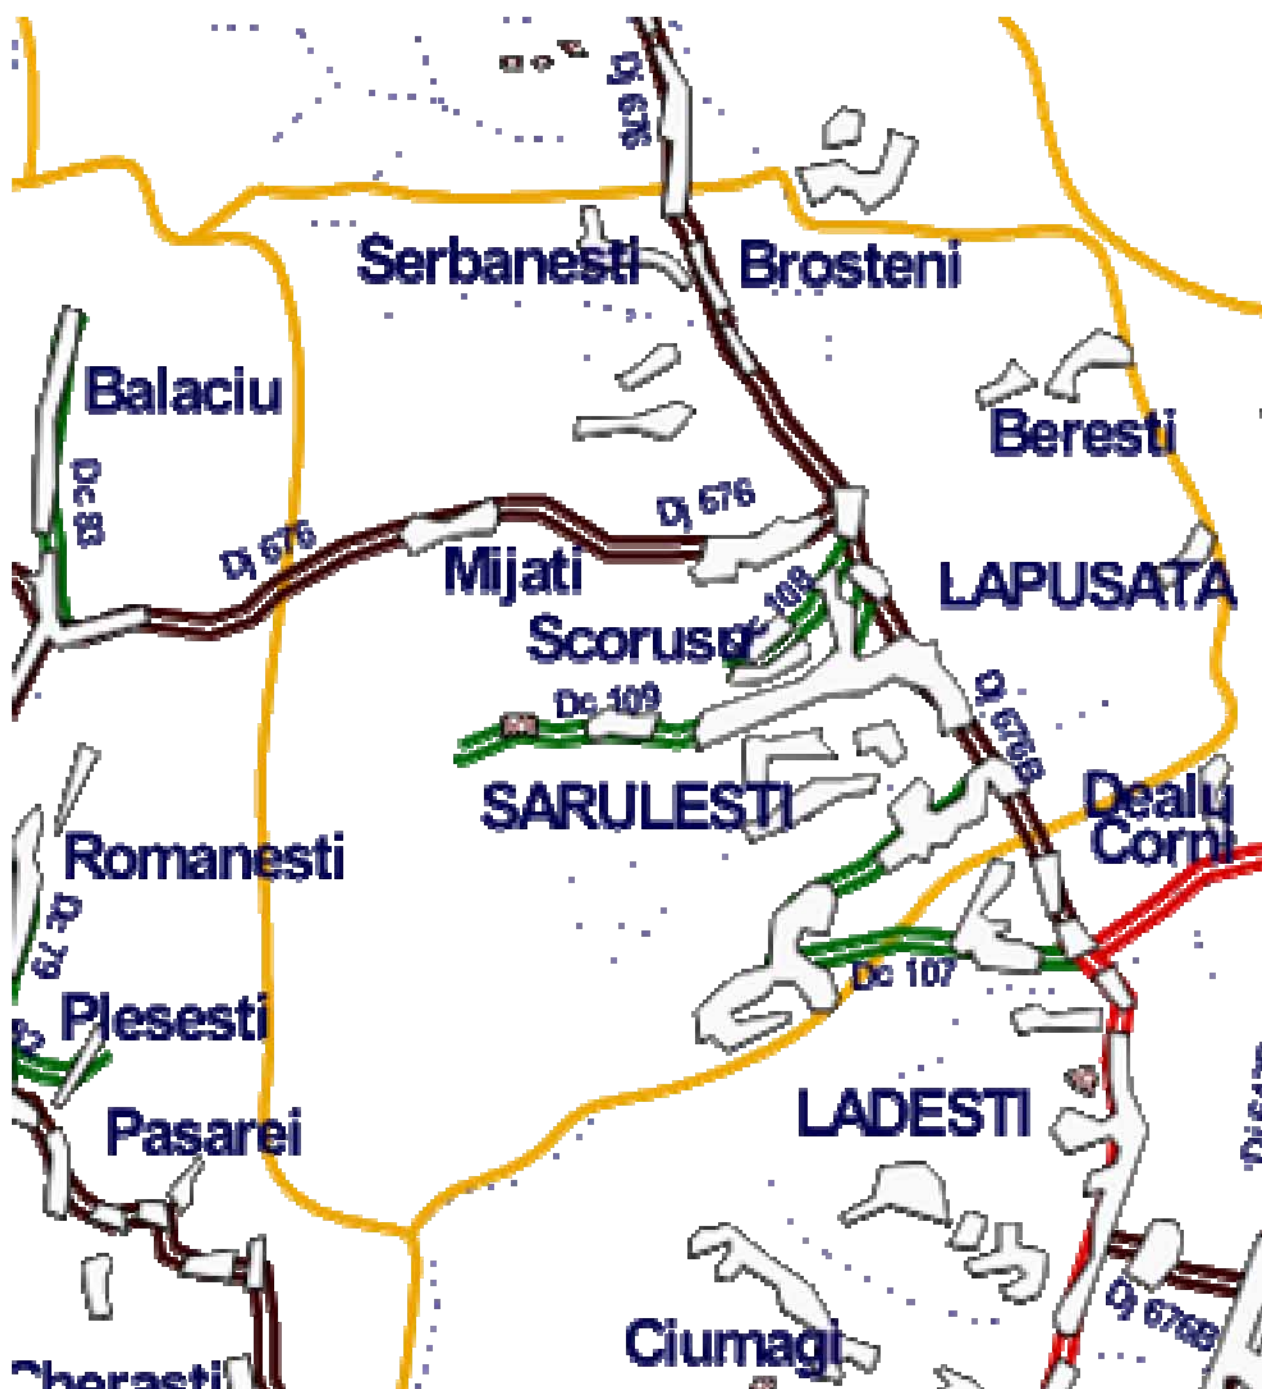 Dj 676
Serbanesti
Brosteni
Balaciu
Beresti
Dc 83
Dj 676
Dj 676
Mijati
LAPUSATA
Dc 108
Scorusu
Dc 109
Dj 676B
SARULESTI
Dealu
Corni
Romanesti
Dc 79
Dc 107
Plesesti
82
LADESTI
Pasarei
Dj 676B
Ciumagi